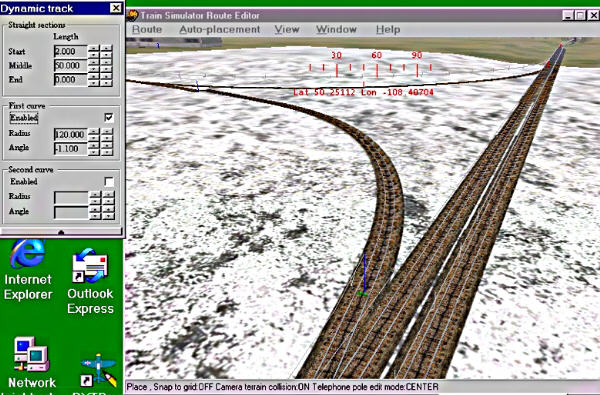 Dynamic track
Straight sections
Length
Start 2.000
Middle 50.000
End 0.000
First curve
Enabled
Radius 120.000
Angle -1.100
Second curve
Enabled
Radius
Angle
Internet
Explorer
Outlook
Express
Network
Train Simulator Route Editor
Route Auto-placement View Window Help
30 60 90
Lat 50.25112 Lon -108.40704
Place , Snap to grid:OFF Camera terrain collision:ON Telephone pole edit mode:CENTER